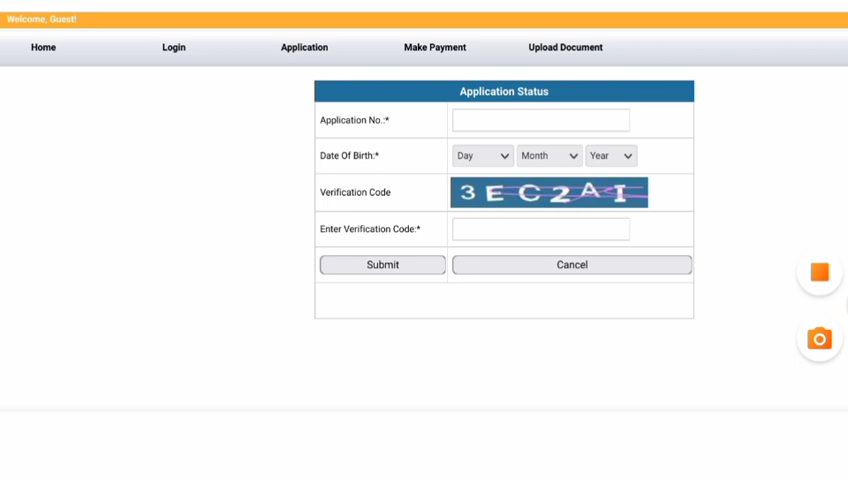 Welcome, Guest!
Home Login Application Make Payment Upload Document
Application Status
Application No.:*
Date Of Birth:* Day Month Year
Verification Code 3EC2AI
Enter Verification Code:*
Submit Cancel